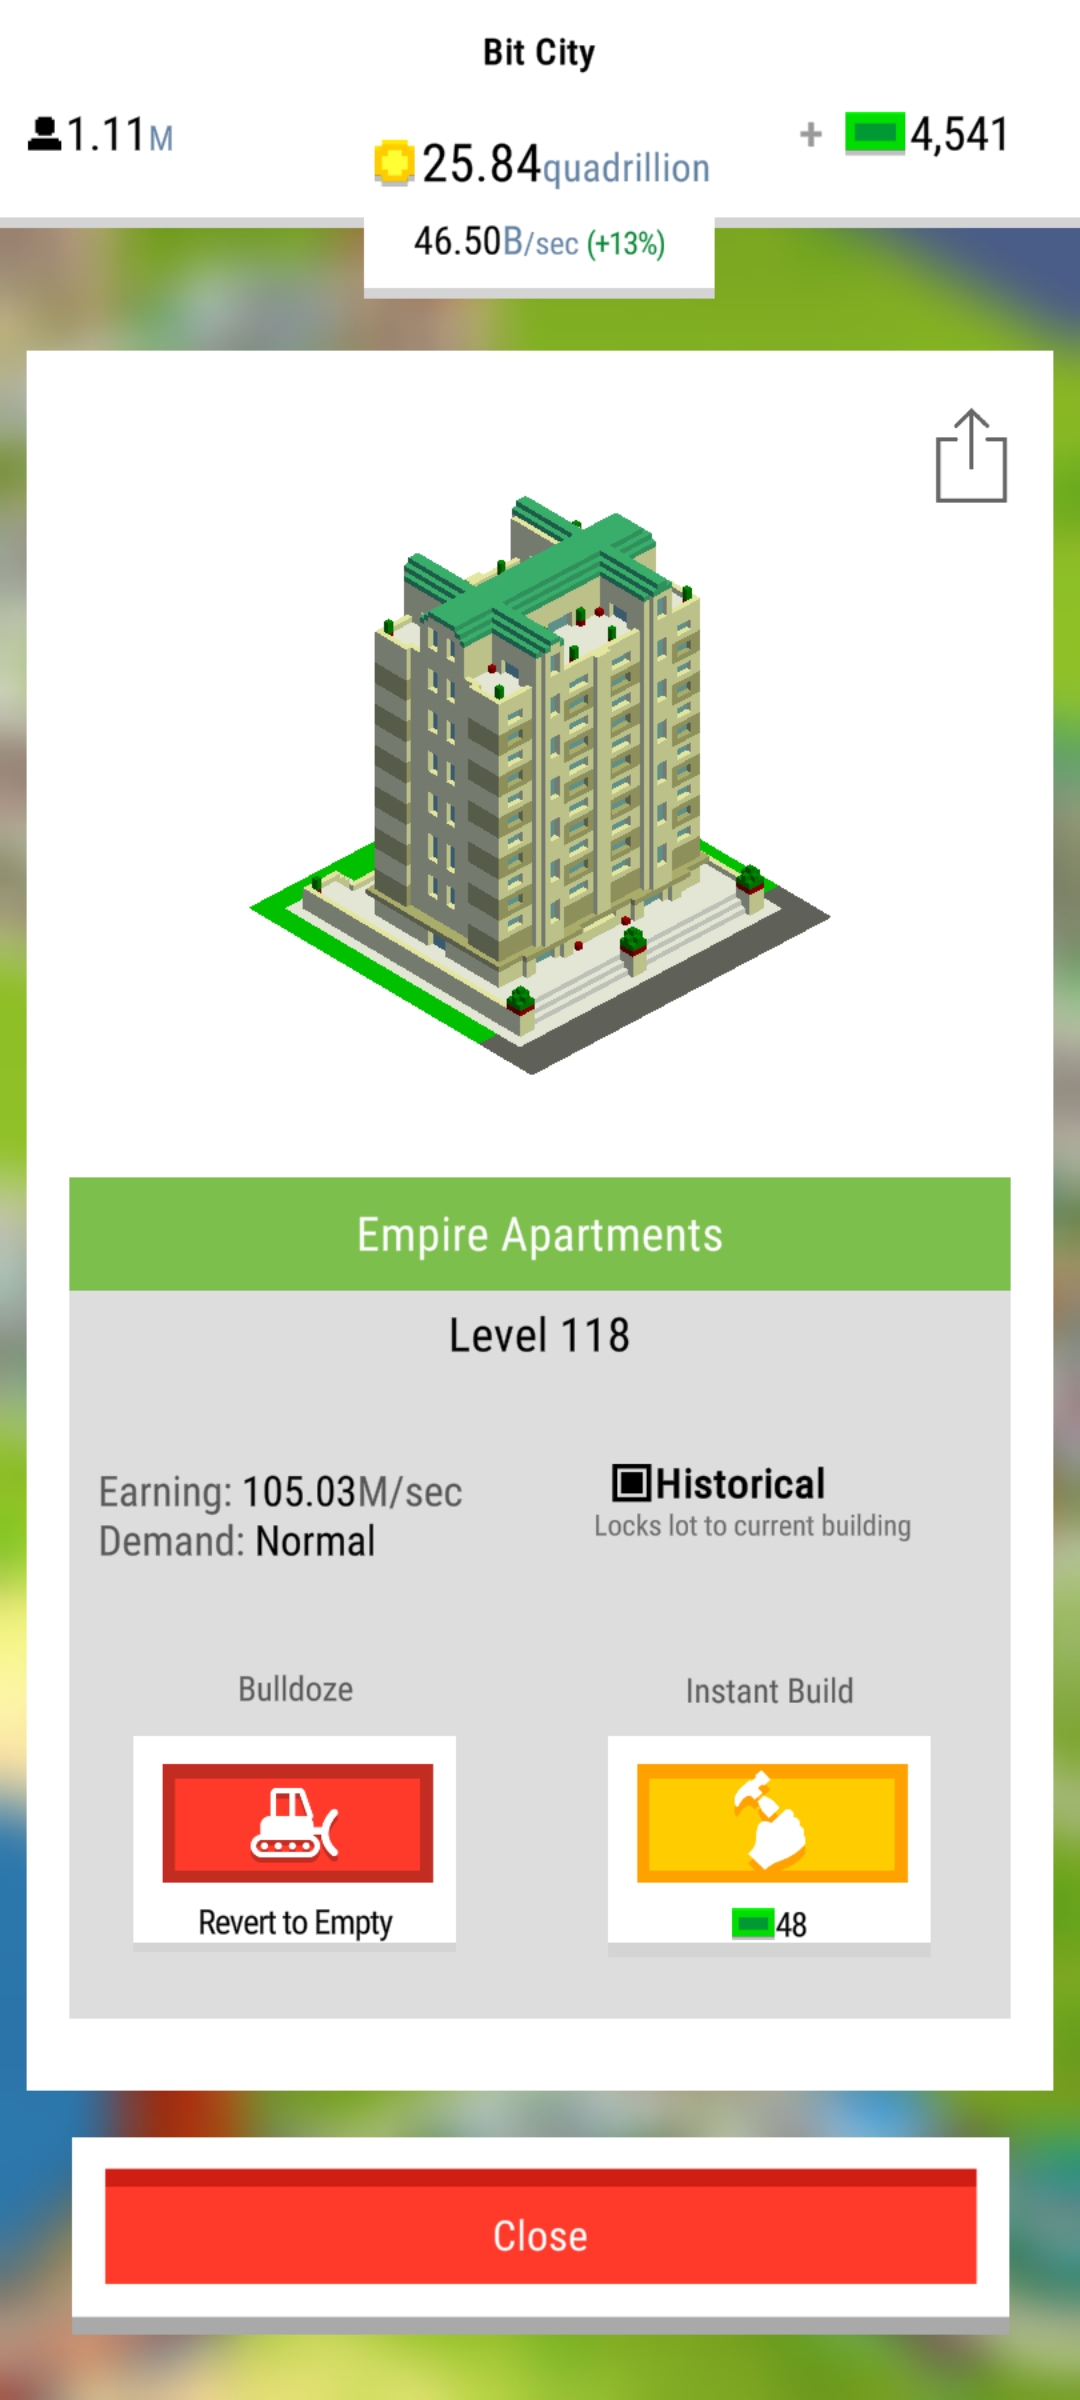 Bit City
1.11M
25.84quadrillion
+ 4,541
46.50B/sec (+13%)
Empire Apartments
Level 118
Earning: 105.03M/sec
Demand: Normal
Historical
Locks lot to current building
Bulldoze
Revert to Empty
Instant Build
48
Close